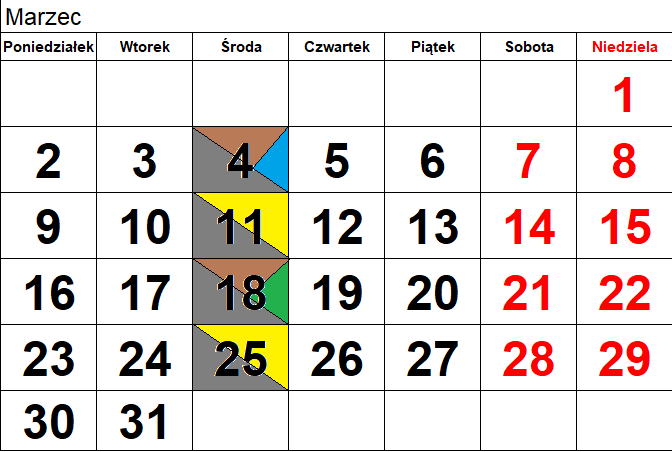 Marzec
Poniedziałek Wtorek Środa Czwartek Piątek Sobota Niedziela
1
2 3 4 5 6 7 8
9 10 11 12 13 14 15
16 17 18 19 20 21 22
23 24 25 26 27 28 29
30 31